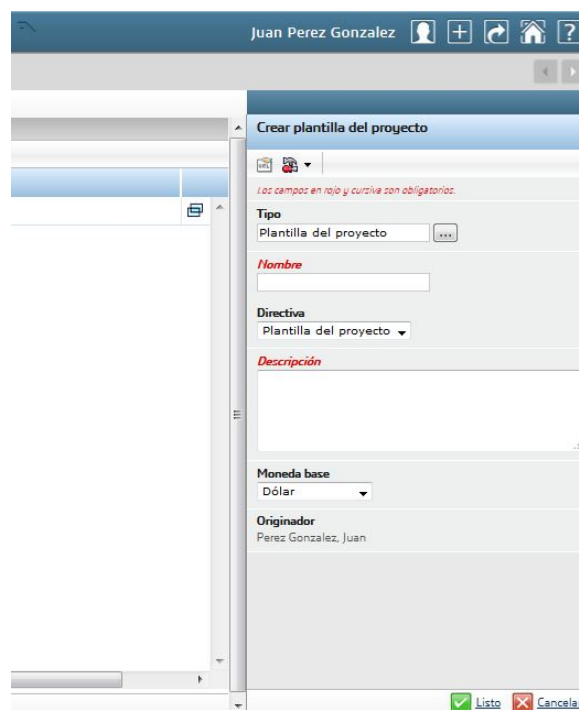 Juan Perez Gonzalez
Crear plantilla del proyecto
Los campos en rojo y cursiva son obligatorios.
Tipo
Plantilla del proyecto ...
Nombre
Directiva
Plantilla del proyecto
Descripción
Moneda base
Dólar
Originador
Perez Gonzalez, Juan
Listo Cancela